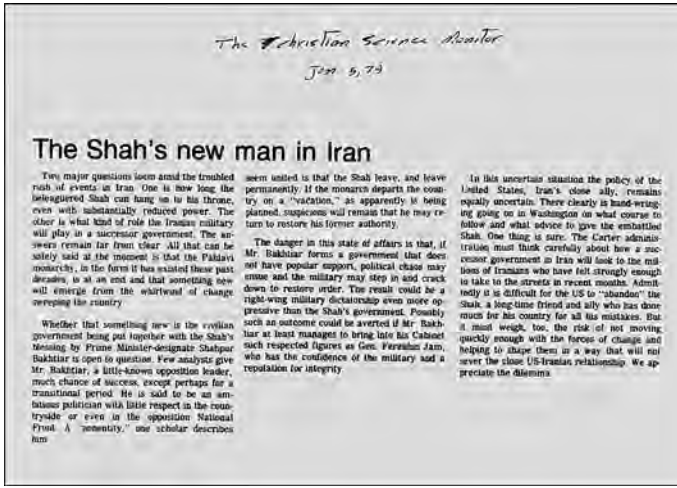 The Christian Science Monitor
Jan 5, 79
The Shah's new man in Iran
Two major questions loom amid the troubled
rush of events in Iran. One is how long the
beleaguered Shah can hang on to his throne,
even with substantially reduced power. The
other is what kind of role the Iranian military
will play in a successor government. The an-
swers remain far from clear. All that can be
safely said at the moment is that the Pahlavi
monarchy, in the form it has existed these past
decades, is at an end and that something new
will emerge from the whirlwind of change
sweeping the country.
Whether that something new is the civilian
government being put together with the Shah's
blessing by Prime Minister-designate Shahpur
Bakhtiar is open to question. Few analysts give
Mr. Bakhtiar, a little-known opposition leader,
much chance of success, except perhaps for a
transitional period. He is said to be an am-
bitious politician with little respect in the coun-
tryside or even in the opposition National
Front. A "nonentity," one scholar describes
him.
seem united is that the Shah leave, and leave
permanently. If the monarch departs the coun-
try on a "vacation," as apparently is being
planned, suspicions will remain that he may re-
turn to restore his former authority.
The danger in this state of affairs is that, if
Mr. Bakhtiar forms a government that does
not have popular support, political chaos may
ensue and the military may step in and crack
down to restore order. The result could be a
right-wing military dictatorship even more op-
pressive than the Shah's government. Possibly
such an outcome could be averted if Mr. Bakh-
tiar at least manages to bring into his Cabinet
such respected figures as Gen. Fereidun Jam,
who has the confidence of the military and a
reputation for integrity.
In this uncertain situation the policy of the
United States, Iran's close ally, remains
equally uncertain. There clearly is hand-wring-
ing going on in Washington on what course to
follow and what advice to give the embattled
Shah. One thing is sure. The Carter adminis-
tration must think carefully about how a suc-
cessor government in Iran will look to the mil-
lions of Iranians who have felt strongly enough
to take to the streets in recent months. Admit-
tedly it is difficult for the US to "abandon" the
Shah, a long-time friend and ally who has done
much for his country for all his mistakes. But
it must weigh, too, the risk of not moving
quickly enough with the forces of change and
helping to shape them in a way that will not
sever the close US-Iranian relationship. We ap-
preciate the dilemma.